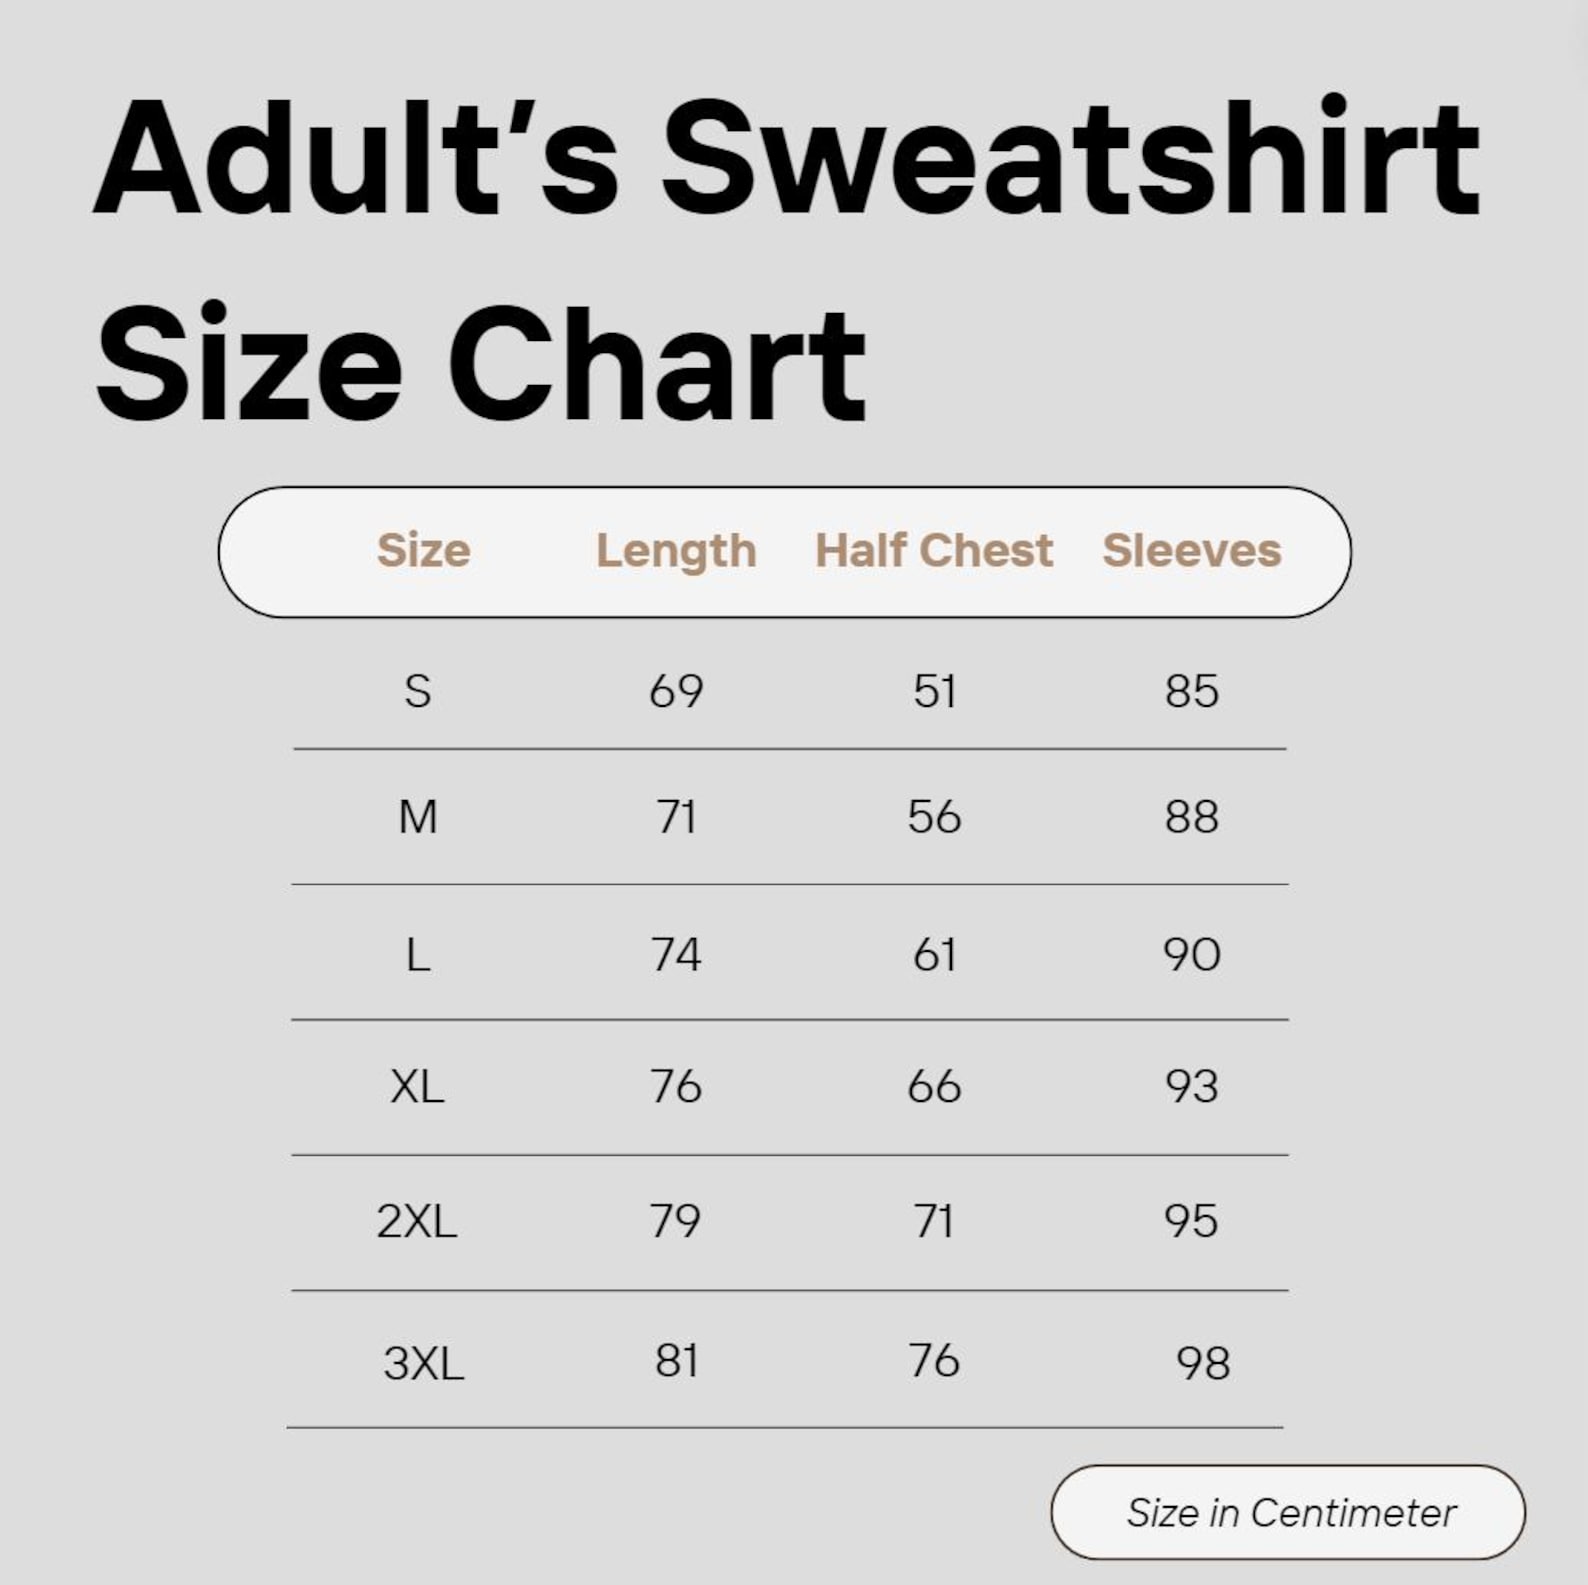 Adult’s Sweatshirt
Size Chart
Size Length Half Chest Sleeves
S 69 51 85
M 71 56 88
L 74 61 90
XL 76 66 93
2XL 79 71 95
3XL 81 76 98
Size in Centimeter